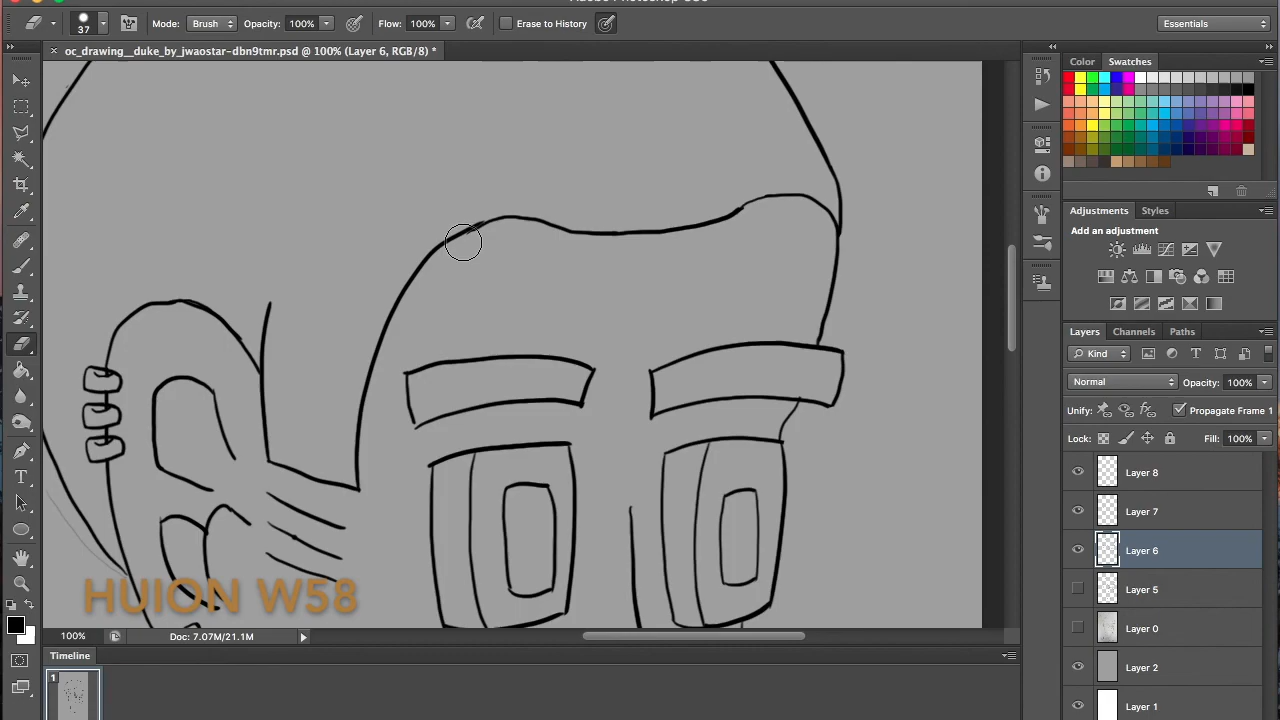 37
Mode: Brush
Opacity: 100%
Flow: 100%
Erase to History
Essentials
× oc_drawing__duke_by_jwaostar-dbn9tmr.psd @ 100% (Layer 6, RGB/8) *
Color Swatches
Adjustments Styles
Add an adjustment
Layers Channels Paths
Kind
Normal Opacity: 100%
Unify: Propagate Frame 1
Lock: Fill: 100%
Layer 8
Layer 7
Layer 6
Layer 5
Layer 0
Layer 2
Layer 1
HUION W58
100% Doc: 7.07M/21.1M
Timeline
1